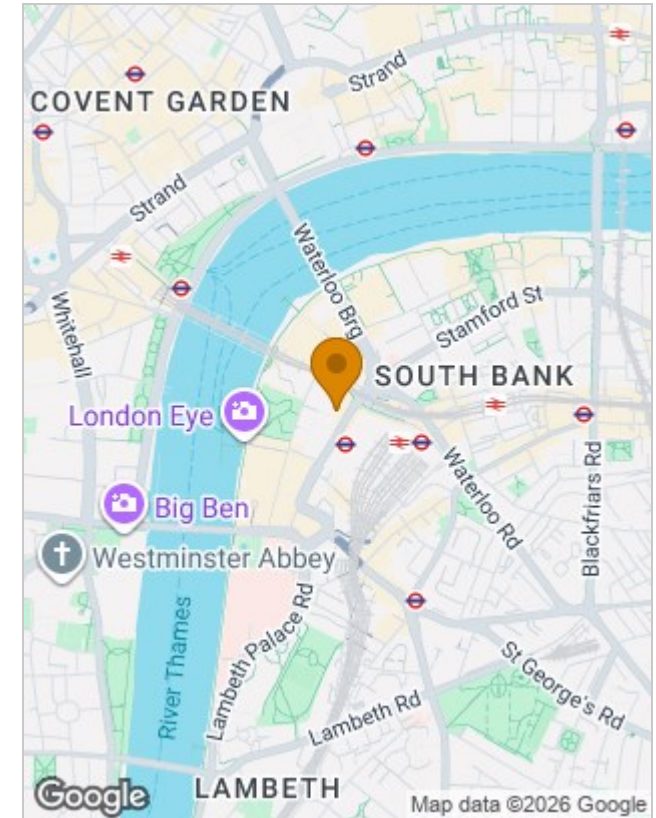 Strand
COVENT GARDEN
Strand
Waterloo Brg
Whitehall
Stamford St
SOUTH BANK
London Eye
Waterloo Rd
Blackfriars Rd
Big Ben
Westminster Abbey
River Thames
Lambeth Palace Rd
St George's Rd
Lambeth Rd
LAMBETH
Google
Map data ©2026 Google